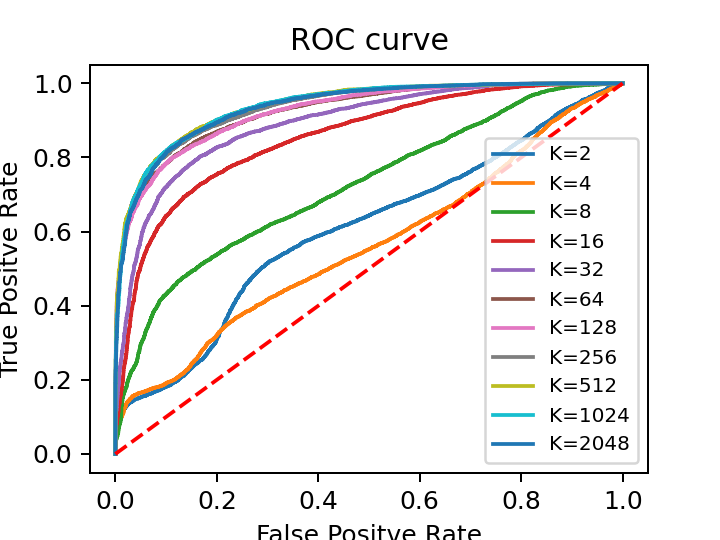 ROC curve
1.0
0.8
0.6
0.4
0.2
0.0
True Positve Rate
0.0 0.2 0.4 0.6 0.8 1.0
False Positve Rate
K=2
K=4
K=8
K=16
K=32
K=64
K=128
K=256
K=512
K=1024
K=2048